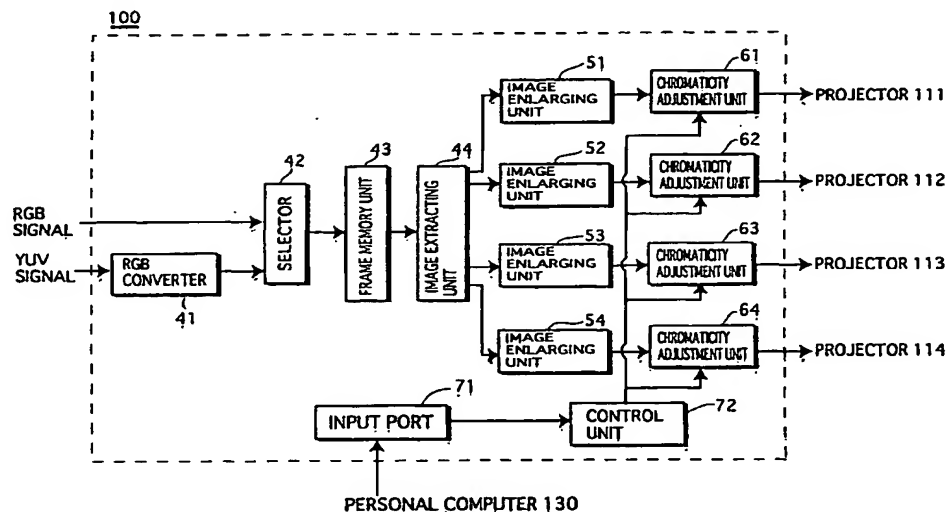 100
RGB
SIGNAL
YUV
SIGNAL
RGB
CONVERTER
41
42
SELECTOR
43
FRAME MEMORY UNIT
44
IMAGE EXTRACTING
UNIT
51
IMAGE
ENLARGING
UNIT
61
CHROMATICITY
ADJUSTMENT UNIT
PROJECTOR 111
52
IMAGE
ENLARGING
UNIT
62
CHROMATICITY
ADJUSTMENT UNIT
PROJECTOR 112
53
IMAGE
ENLARGING
UNIT
63
CHROMATICITY
ADJUSTMENT UNIT
PROJECTOR 113
54
IMAGE
ENLARGING
UNIT
64
CHROMATICITY
ADJUSTMENT UNIT
PROJECTOR 114
71
INPUT PORT
CONTROL
UNIT
72
PERSONAL COMPUTER 130